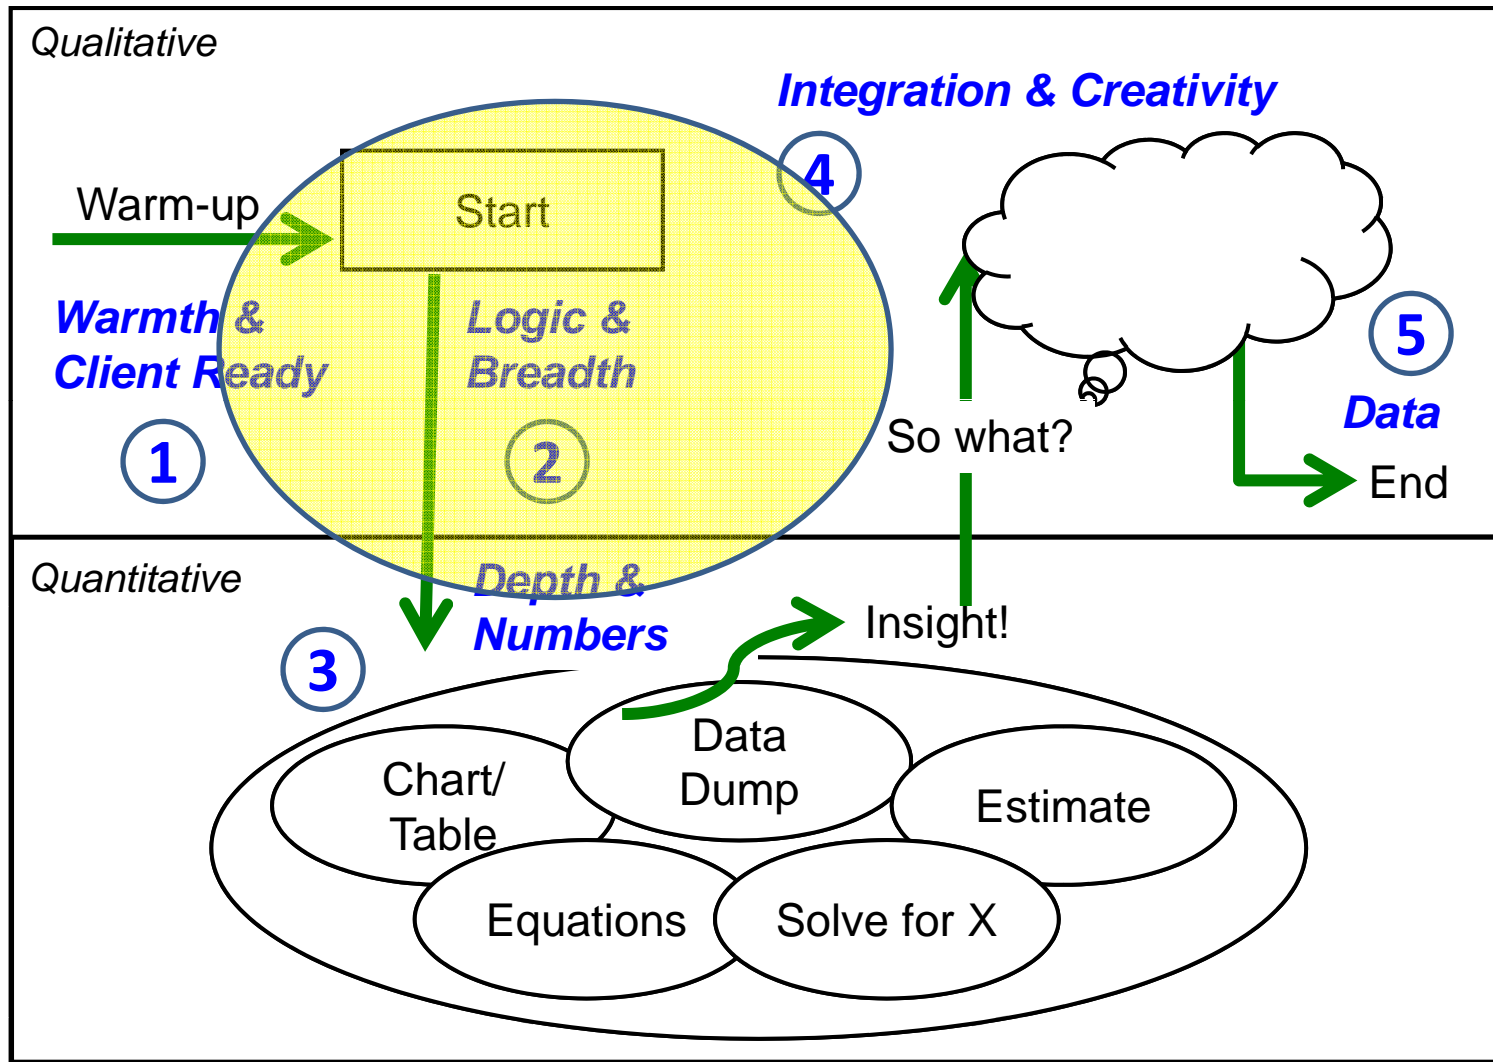 Qualitative
Integration & Creativity
4
Warm-up
Start
Warmth &
Client Ready
1
Logic &
Breadth
2
So what?
5
Data
End
Quantitative
Depth &
Numbers
3
Insight!
Data
Dump
Chart/
Table
Estimate
Equations
Solve for X